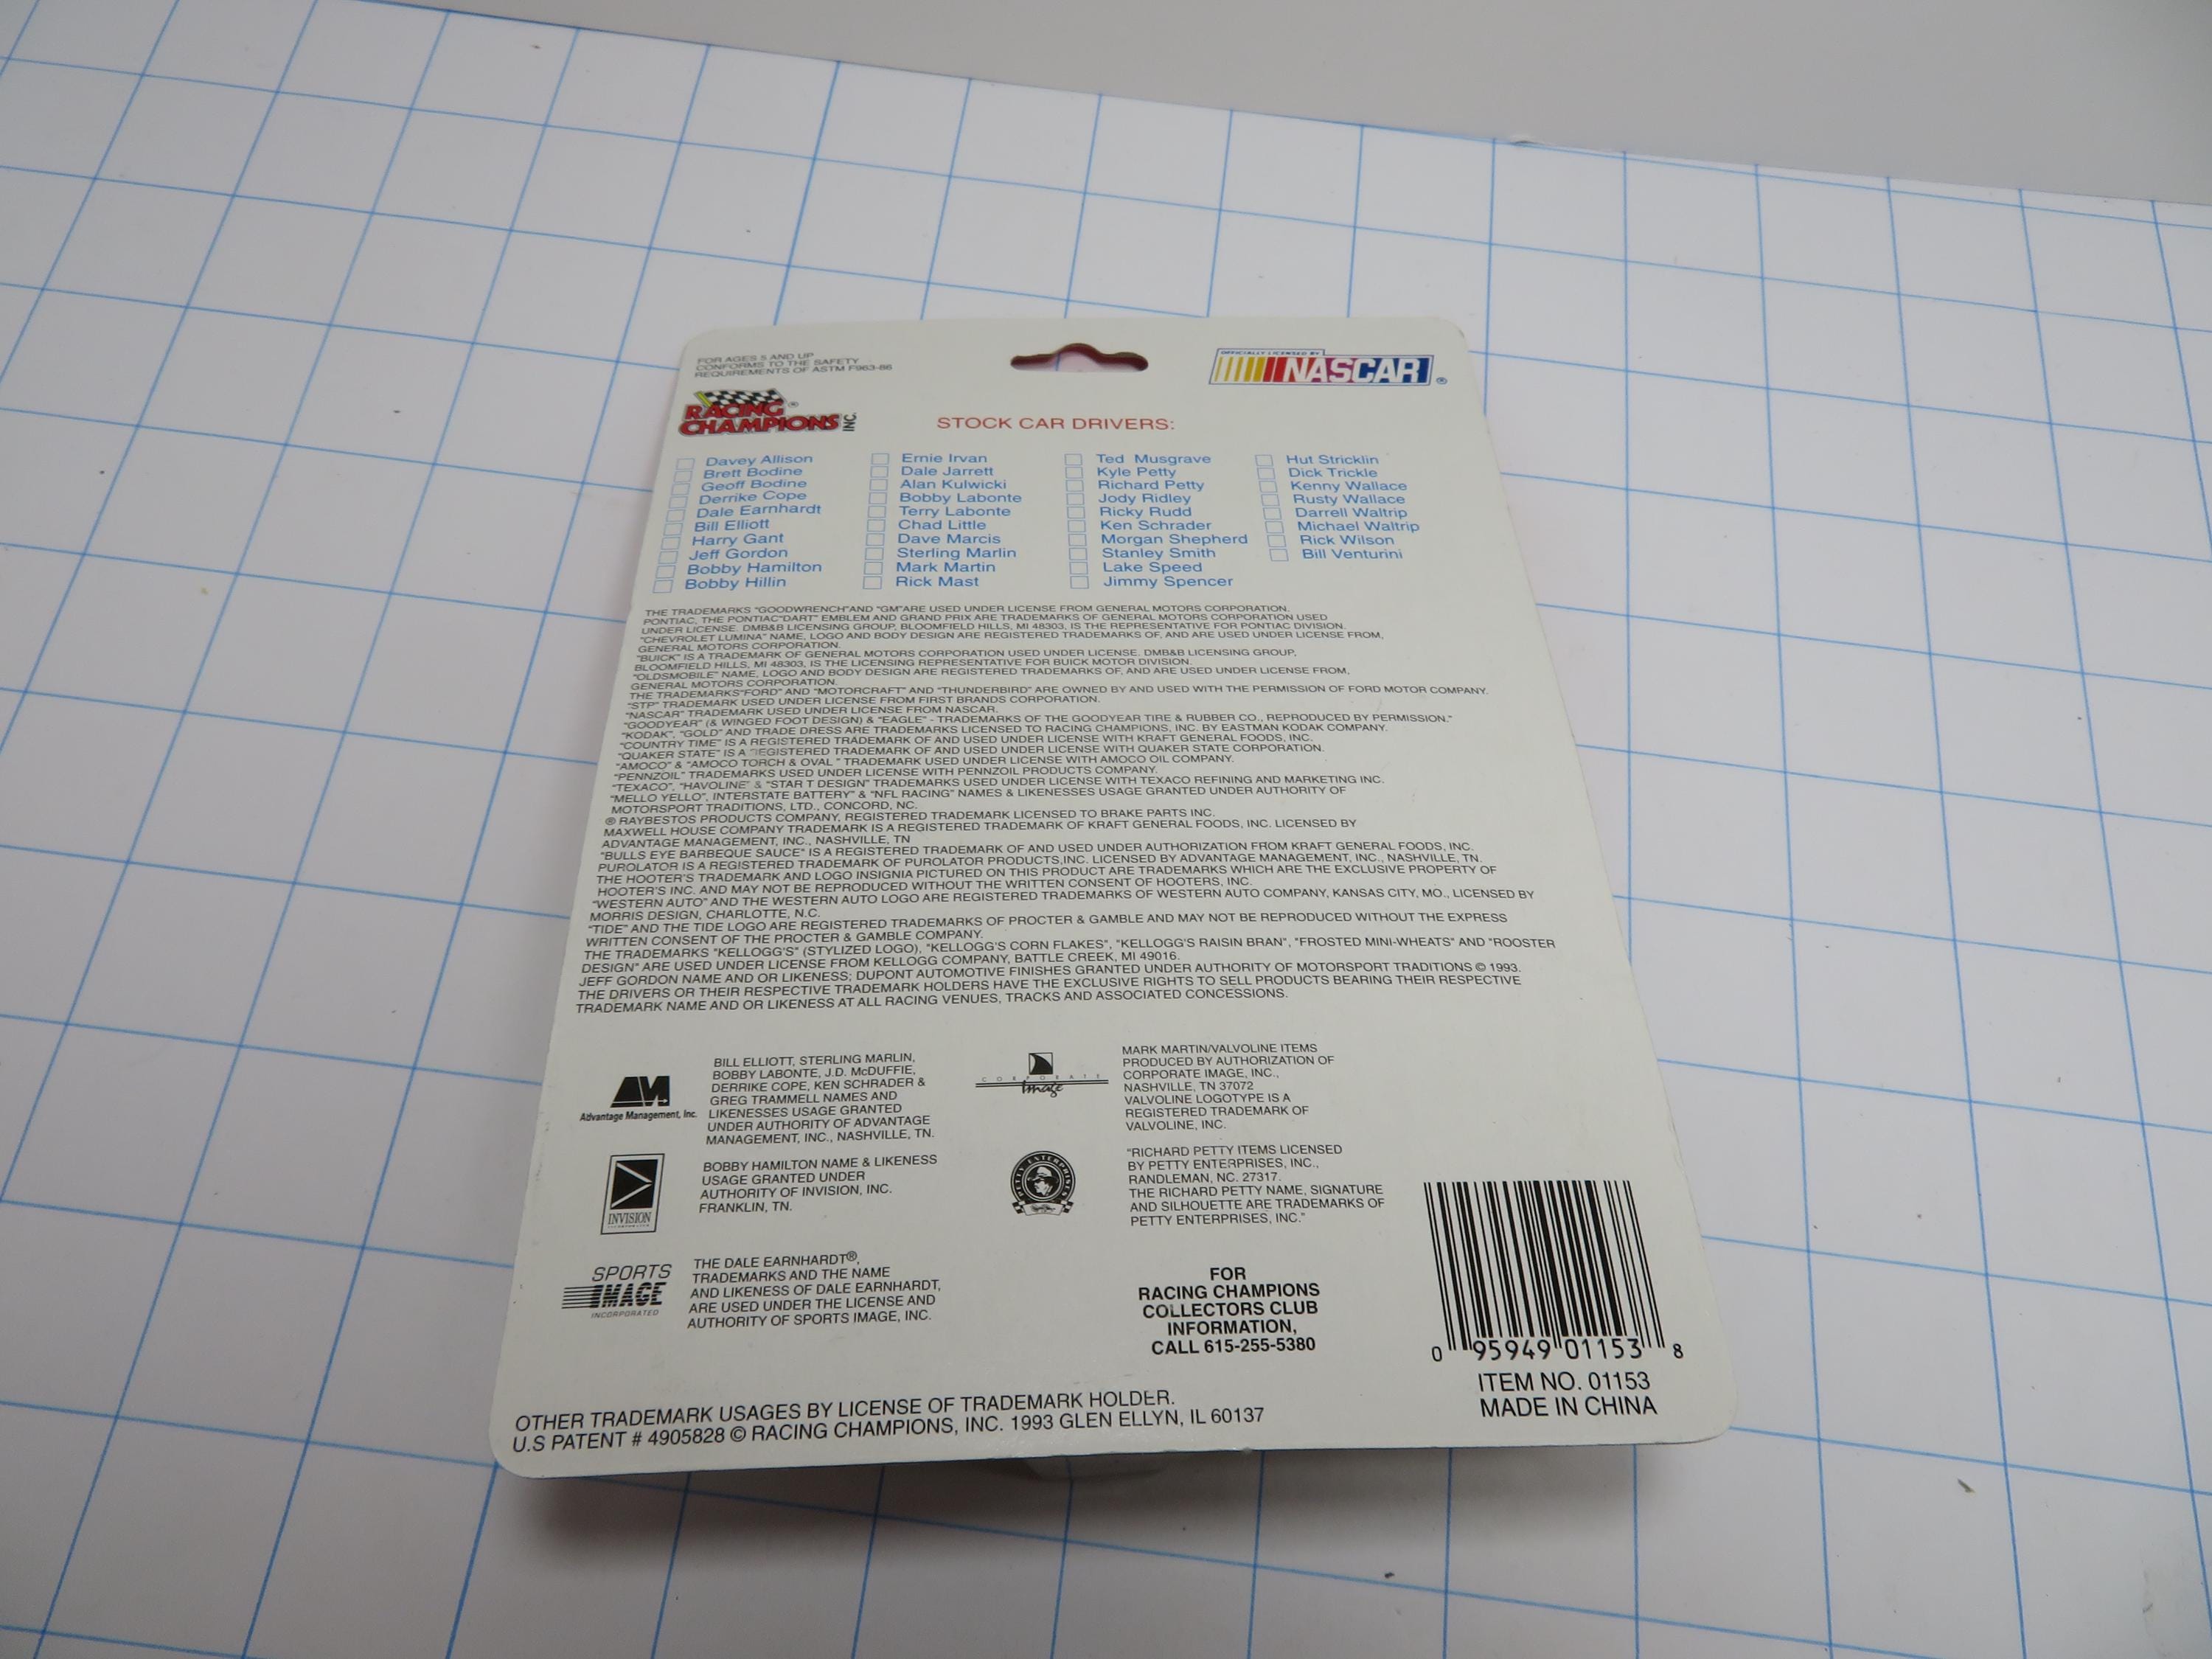 FOR AGES 5 AND UP
CONFORMS TO THE SAFETY
REQUIREMENTS OF ASTM F963-86
OFFICIALLY LICENSED BY
NASCAR ®
RACING ®
CHAMPIONS INC.
STOCK CAR DRIVERS:
Davey Allison
Brett Bodine
Geoff Bodine
Derrike Cope
Dale Earnhardt
Bill Elliott
Harry Gant
Jeff Gordon
Bobby Hamilton
Bobby Hillin
Ernie Irvan
Dale Jarrett
Alan Kulwicki
Bobby Labonte
Terry Labonte
Chad Little
Dave Marcis
Sterling Marlin
Mark Martin
Rick Mast
Ted Musgrave
Kyle Petty
Richard Petty
Jody Ridley
Ricky Rudd
Ken Schrader
Morgan Shepherd
Stanley Smith
Lake Speed
Jimmy Spencer
Hut Stricklin
Dick Trickle
Kenny Wallace
Rusty Wallace
Darrell Waltrip
Michael Waltrip
Rick Wilson
Bill Venturini
THE TRADEMARKS "GOODWRENCH"AND "GM"ARE USED UNDER LICENSE FROM GENERAL MOTORS CORPORATION.
PONTIAC, THE PONTIAC"DART" EMBLEM AND GRAND PRIX ARE TRADEMARKS OF GENERAL MOTORS CORPORATION USED
UNDER LICENSE. DMB&B LICENSING GROUP, BLOOMFIELD HILLS, MI 48303, IS THE REPRESENTATIVE FOR PONTIAC DIVISION.
"CHEVROLET LUMINA" NAME, LOGO AND BODY DESIGN ARE REGISTERED TRADEMARKS OF, AND ARE USED UNDER LICENSE FROM,
GENERAL MOTORS CORPORATION.
"BUICK" IS A TRADEMARK OF GENERAL MOTORS CORPORATION USED UNDER LICENSE. DMB&B LICENSING GROUP,
BLOOMFIELD HILLS, MI 48303, IS THE LICENSING REPRESENTATIVE FOR BUICK MOTOR DIVISION.
"OLDSMOBILE" NAME, LOGO AND BODY DESIGN ARE REGISTERED TRADEMARKS OF, AND ARE USED UNDER LICENSE FROM,
GENERAL MOTORS CORPORATION.
THE TRADEMARKS"FORD" AND "MOTORCRAFT" AND "THUNDERBIRD" ARE OWNED BY AND USED WITH THE PERMISSION OF FORD MOTOR COMPANY.
"STP" TRADEMARK USED UNDER LICENSE FROM FIRST BRANDS CORPORATION.
"NASCAR" TRADEMARK USED UNDER LICENSE FROM NASCAR.
"GOODYEAR" (& WINGED FOOT DESIGN) & "EAGLE" - TRADEMARKS OF THE GOODYEAR TIRE & RUBBER CO., REPRODUCED BY PERMISSION."
"KODAK", "GOLD" AND TRADE DRESS ARE TRADEMARKS LICENSED TO RACING CHAMPIONS, INC. BY EASTMAN KODAK COMPANY.
"COUNTRY TIME" IS A REGISTERED TRADEMARK OF AND USED UNDER LICENSE WITH KRAFT GENERAL FOODS, INC.
"QUAKER STATE" IS A REGISTERED TRADEMARK OF AND USED UNDER LICENSE WITH QUAKER STATE CORPORATION.
"AMOCO" & "AMOCO TORCH & OVAL " TRADEMARK USED UNDER LICENSE WITH AMOCO OIL COMPANY.
"PENNZOIL" TRADEMARKS USED UNDER LICENSE WITH PENNZOIL PRODUCTS COMPANY.
"TEXACO", "HAVOLINE" & "STAR T DESIGN" TRADEMARKS USED UNDER LICENSE WITH TEXACO REFINING AND MARKETING INC.
"MELLO YELLO", INTERSTATE BATTERY" & "NFL RACING" NAMES & LIKENESSES USAGE GRANTED UNDER AUTHORITY OF
MOTORSPORT TRADITIONS, LTD., CONCORD, NC.
® RAYBESTOS PRODUCTS COMPANY, REGISTERED TRADEMARK LICENSED TO BRAKE PARTS INC.
MAXWELL HOUSE COMPANY TRADEMARK IS A REGISTERED TRADEMARK OF KRAFT GENERAL FOODS, INC. LICENSED BY
ADVANTAGE MANAGEMENT, INC., NASHVILLE, TN
"BULLS EYE BARBEQUE SAUCE" IS A REGISTERED TRADEMARK OF AND USED UNDER AUTHORIZATION FROM KRAFT GENERAL FOODS, INC.
PUROLATOR IS A REGISTERED TRADEMARK OF PUROLATOR PRODUCTS,INC. LICENSED BY ADVANTAGE MANAGEMENT, INC., NASHVILLE, TN.
THE HOOTER'S TRADEMARK AND LOGO INSIGNIA PICTURED ON THIS PRODUCT ARE TRADEMARKS WHICH ARE THE EXCLUSIVE PROPERTY OF
HOOTER'S INC. AND MAY NOT BE REPRODUCED WITHOUT THE WRITTEN CONSENT OF HOOTERS, INC.
"WESTERN AUTO" AND THE WESTERN AUTO LOGO ARE REGISTERED TRADEMARKS OF WESTERN AUTO COMPANY, KANSAS CITY, MO., LICENSED BY
MORRIS DESIGN, CHARLOTTE, N.C.
"TIDE" AND THE TIDE LOGO ARE REGISTERED TRADEMARKS OF PROCTER & GAMBLE AND MAY NOT BE REPRODUCED WITHOUT THE EXPRESS
WRITTEN CONSENT OF THE PROCTER & GAMBLE COMPANY.
THE TRADEMARKS "KELLOGG'S" (STYLIZED LOGO), "KELLOGG'S CORN FLAKES", "KELLOGG'S RAISIN BRAN", "FROSTED MINI-WHEATS" AND "ROOSTER
DESIGN" ARE USED UNDER LICENSE FROM KELLOGG COMPANY, BATTLE CREEK, MI 49016.
JEFF GORDON NAME AND OR LIKENESS; DUPONT AUTOMOTIVE FINISHES GRANTED UNDER AUTHORITY OF MOTORSPORT TRADITIONS © 1993.
THE DRIVERS OR THEIR RESPECTIVE TRADEMARK HOLDERS HAVE THE EXCLUSIVE RIGHTS TO SELL PRODUCTS BEARING THEIR RESPECTIVE
TRADEMARK NAME AND OR LIKENESS AT ALL RACING VENUES, TRACKS AND ASSOCIATED CONCESSIONS.
Advantage Management, Inc.
BILL ELLIOTT, STERLING MARLIN,
BOBBY LABONTE, J.D. McDUFFIE,
DERRIKE COPE, KEN SCHRADER &
GREG TRAMMELL NAMES AND
LIKENESSES USAGE GRANTED
UNDER AUTHORITY OF ADVANTAGE
MANAGEMENT, INC., NASHVILLE, TN.
CORPORATE
Image
MARK MARTIN/VALVOLINE ITEMS
PRODUCED BY AUTHORIZATION OF
CORPORATE IMAGE, INC.,
NASHVILLE, TN 37072
VALVOLINE LOGOTYPE IS A
REGISTERED TRADEMARK OF
VALVOLINE, INC.
INVISION
BOBBY HAMILTON NAME & LIKENESS
USAGE GRANTED UNDER
AUTHORITY OF INVISION, INC.
FRANKLIN, TN.
PETTY ENTERPRISES
"RICHARD PETTY ITEMS LICENSED
BY PETTY ENTERPRISES, INC.,
RANDLEMAN, NC. 27317.
THE RICHARD PETTY NAME, SIGNATURE
AND SILHOUETTE ARE TRADEMARKS OF
PETTY ENTERPRISES, INC."
SPORTS
IMAGE
INCORPORATED
THE DALE EARNHARDT®,
TRADEMARKS AND THE NAME
AND LIKENESS OF DALE EARNHARDT,
ARE USED UNDER THE LICENSE AND
AUTHORITY OF SPORTS IMAGE, INC.
FOR
RACING CHAMPIONS
COLLECTORS CLUB
INFORMATION,
CALL 615-255-5380
0 95949 01153 8
ITEM NO. 01153
MADE IN CHINA
OTHER TRADEMARK USAGES BY LICENSE OF TRADEMARK HOLDER.
U.S PATENT # 4905828 © RACING CHAMPIONS, INC. 1993 GLEN ELLYN, IL 60137